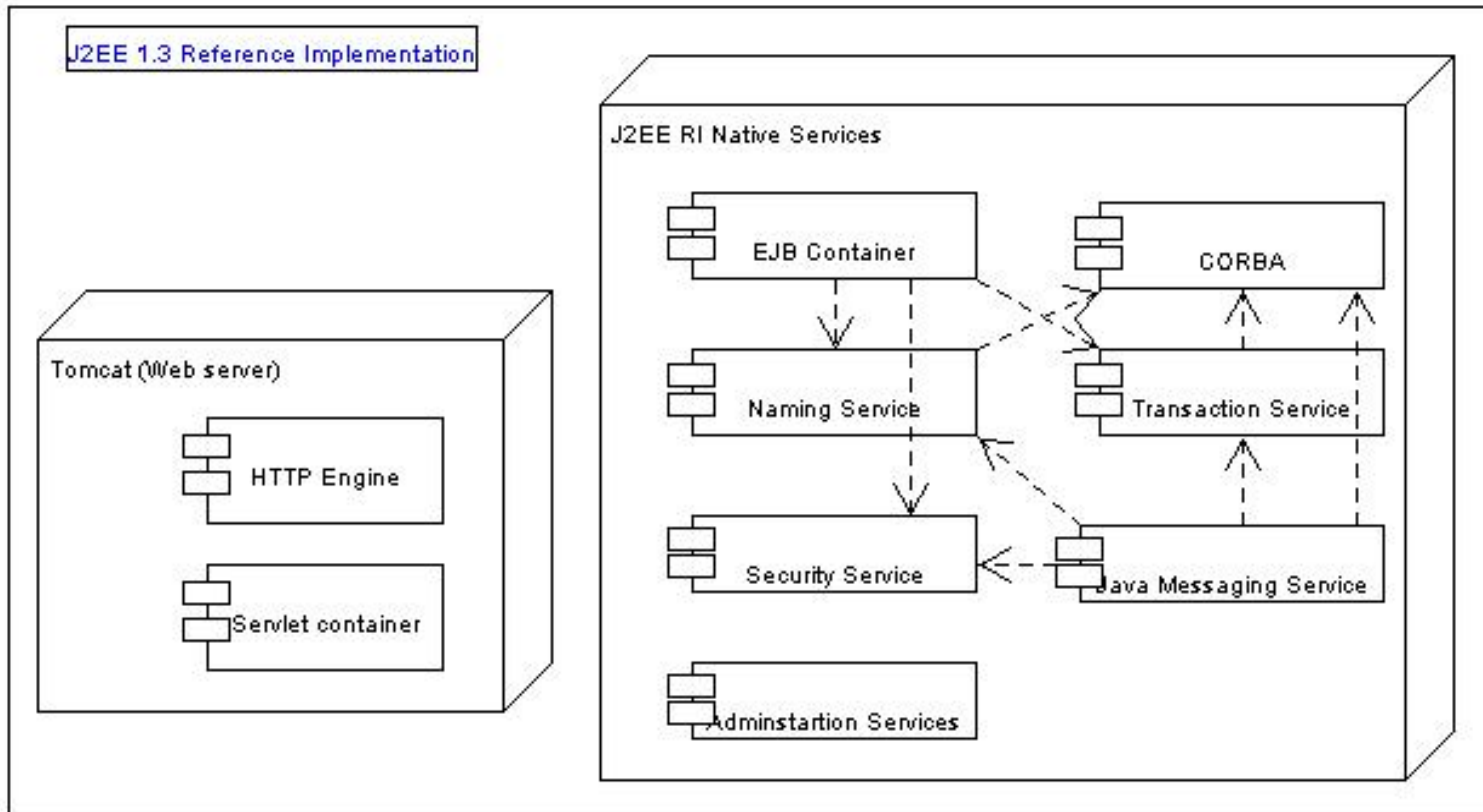 J2EE 1.3 Reference Implementation
J2EE RI Native Services
EJB Container
CORBA
Tomcat (Web server)
Naming Service
Transaction Service
HTTP Engine
Security Service
Java Messaging Service
Servlet container
Adminstartion Services